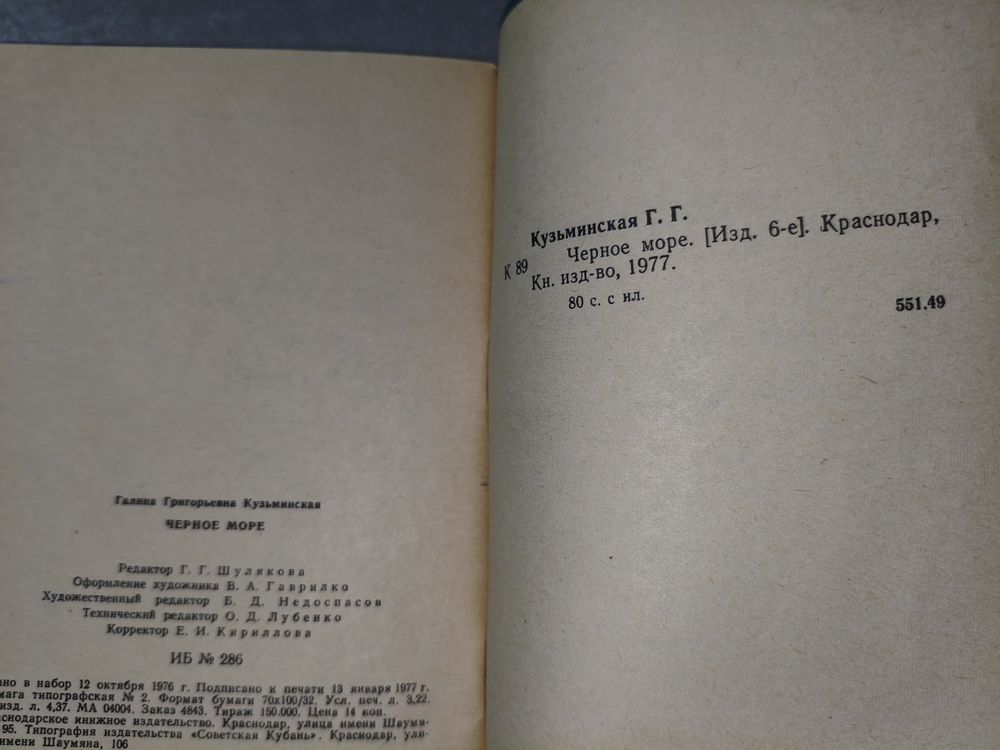 Галина Григорьевна Кузьминская
ЧЕРНОЕ МОРЕ
Редактор Г. Г. Шулякова
Оформление художника В. А. Гаврилко
Художественный редактор Б. Д. Недоспасов
Технический редактор О. Д. Лубенко
Корректор Е. И. Кириллова
ИБ № 286
ано в набор 12 октября 1976 г. Подписано к печати 13 января 1977 г.
мага типографская № 2. Формат бумаги 70х100/32. Усл. печ. л. 3,22.
изд. л. 4,37. МА 04004. Заказ 4843. Тираж 150.000. Цена 14 коп.
аснодарское книжное издательство. Краснодар, улица имени Шаумя-
95. Типография издательства «Советская Кубань». Краснодар, ули-
имени Шаумяна, 106
Кузьминская Г. Г.
К 89 Черное море. [Изд. 6-е]. Краснодар,
Кн. изд-во, 1977.
80 с. с ил.
551.49